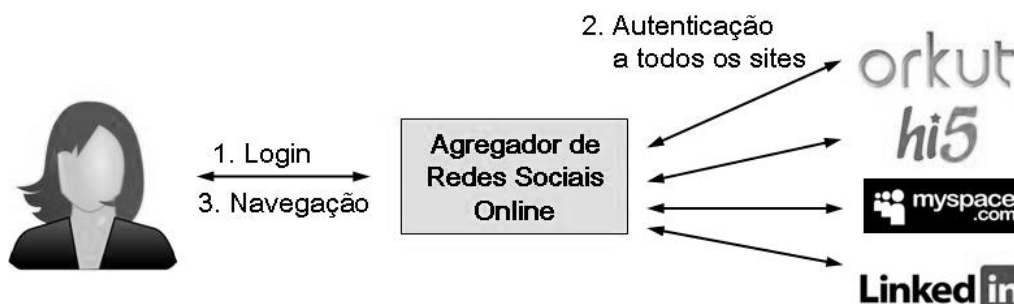 2. Autenticação
a todos os sites
orkut
hi5
1. Login
3. Navegação
Agregador de
Redes Sociais
Online
myspace
.com
Linked in